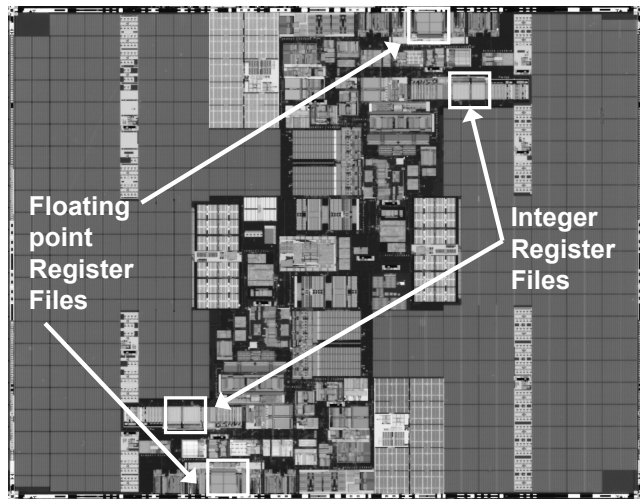 Floating
point
Register
Files
Integer
Register
Files